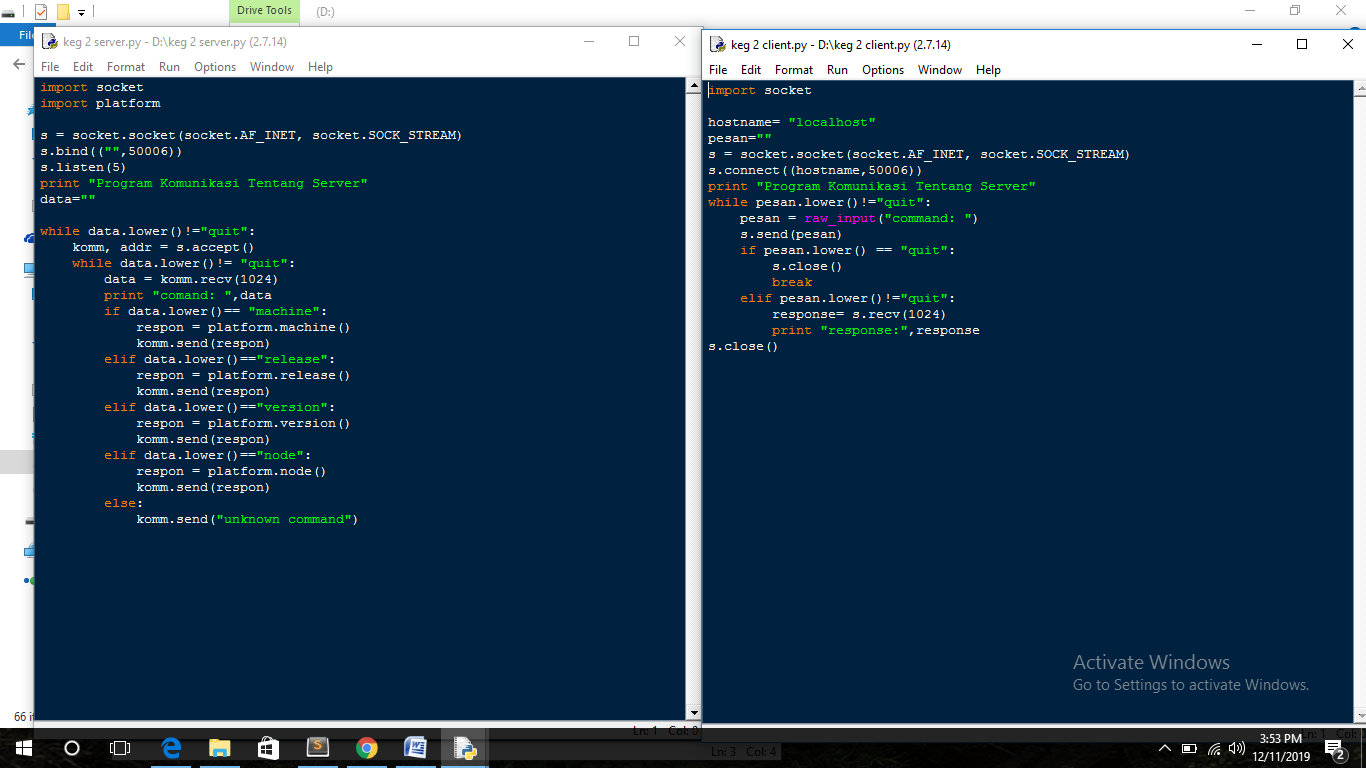 Drive Tools
(D:)
keg 2 server.py - D:\keg 2 server.py (2.7.14)
File Edit Format Run Options Window Help
import socket
import platform
s = socket.socket(socket.AF_INET, socket.SOCK_STREAM)
s.bind(("",50006))
s.listen(5)
print "Program Komunikasi Tentang Server"
data=""
while data.lower()!="quit":
    komm, addr = s.accept()
    while data.lower()!= "quit":
        data = komm.recv(1024)
        print "comand: ",data
        if data.lower()== "machine":
            respon = platform.machine()
            komm.send(respon)
        elif data.lower()=="release":
            respon = platform.release()
            komm.send(respon)
        elif data.lower()=="version":
            respon = platform.version()
            komm.send(respon)
        elif data.lower()=="node":
            respon = platform.node()
            komm.send(respon)
        else:
            komm.send("unknown command")
Ln: 1 Col: 0
keg 2 client.py - D:\keg 2 client.py (2.7.14)
File Edit Format Run Options Window Help
import socket
hostname= "localhost"
pesan=""
s = socket.socket(socket.AF_INET, socket.SOCK_STREAM)
s.connect((hostname,50006))
print "Program Komunikasi Tentang Server"
while pesan.lower()!="quit":
    pesan = raw_input("command: ")
    s.send(pesan)
    if pesan.lower() == "quit":
        s.close()
        break
    elif pesan.lower()!="quit":
        response= s.recv(1024)
        print "response:",response
s.close()
Activate Windows
Go to Settings to activate Windows.
66
Ln: 3 Col: 4
Ln: 1 Col:
3:53 PM
12/11/2019
2